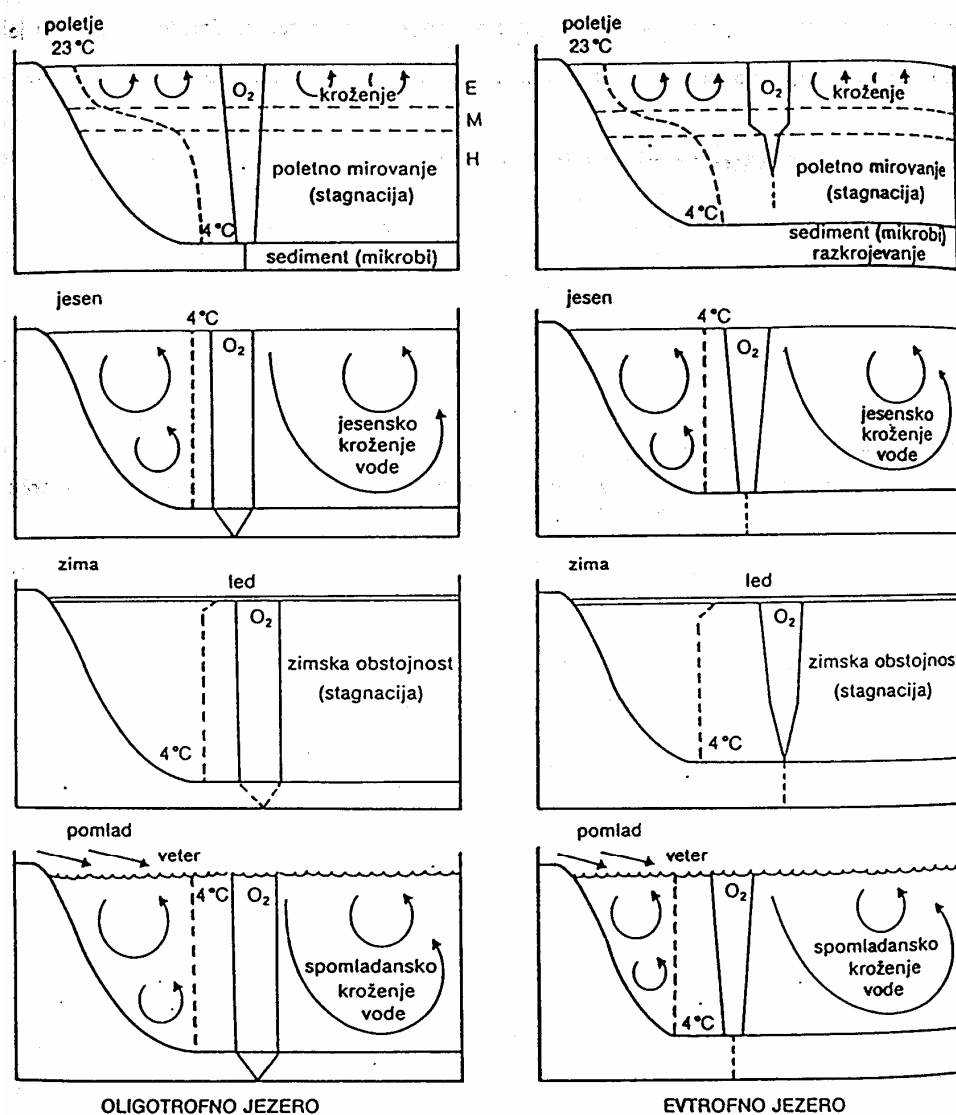 poletje
23°C
O₂
kroženje
E
M
H
poletno mirovanje
(stagnacija)
4°C
sediment (mikrobi)
poletje
23°C
O₂
kroženje
poletno mirovanje
(stagnacija)
4°C
sediment (mikrobi)
razkrojevanje
jesen
4°C
O₂
jesensko
kroženje
vode
jesen
4°C
O₂
jesensko
kroženje
vode
zima
led
O₂
zimska obstojnost
(stagnacija)
4°C
zima
led
O₂
zimska obstojnost
(stagnacija)
4°C
pomlad
veter
4°C
O₂
spomladansko
kroženje
vode
pomlad
veter
O₂
spomladansko
kroženje
vode
4°C
OLIGOTROFNO JEZERO
EVTROFNO JEZERO